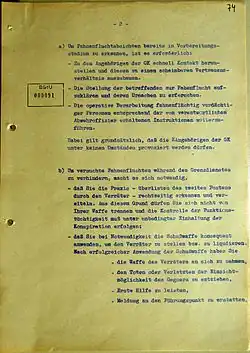 74
- 2 -
a) Um Fahnenfluchtabsichten bereits im Vorbereitungs-
stadium zu erkennen, ist es erforderlich:
- Zu den Angehörigen der GK schnell Kontakt herzu-
stellen und diesen zu einem scheinbaren Vertrauens-
verhältnis auszubauen.
- Die Stellung der betreffenden zur Fahnenflucht auf-
zuklären und deren Ursachen zu erforschen.
- Die operative Bearbeitung fahnenfluchtig verdächti-
ger Personen entsprechend der vom verantwortlichen
Abwehroffizier erhaltenen Instruktionen weiterzu-
führen.
BStU
000091
Dabei gilt grundsätzlich, daß die Angehörigen der GK
unter keinen Umständen provoziert werden dürfen.
b) Um versuchte Fahnenfluchten während des Grenzdienstes
zu verhindern, macht es sich notwendig,
- daß Sie die Praxis - Überlisten des zweiten Postens
durch den Verräter - rechtzeitig erkennen und ver-
eiteln. Aus diesem Grund dürfen Sie sich nicht von
Ihrer Waffe trennen und die Kontrolle der Funktions-
tüchtigkeit muß unter unbedingter Einhaltung der
Konspiration erfolgen;
- daß Sie bei Notwendigkeit die Schußwaffe konsequent
anwenden, um den Verräter zu stellen bzw. zu liquidieren.
Nach erfolgreicher Anwendung der Schußwaffe haben Sie
. die Waffe des Verräters an sich zu nehmen,
. den Toten oder Verletzten der Einsicht-
möglichkeit des Gegners zu entziehen,
. Erste Hilfe zu leisten,
. Meldung an den Führungspunkt zu erstatten.